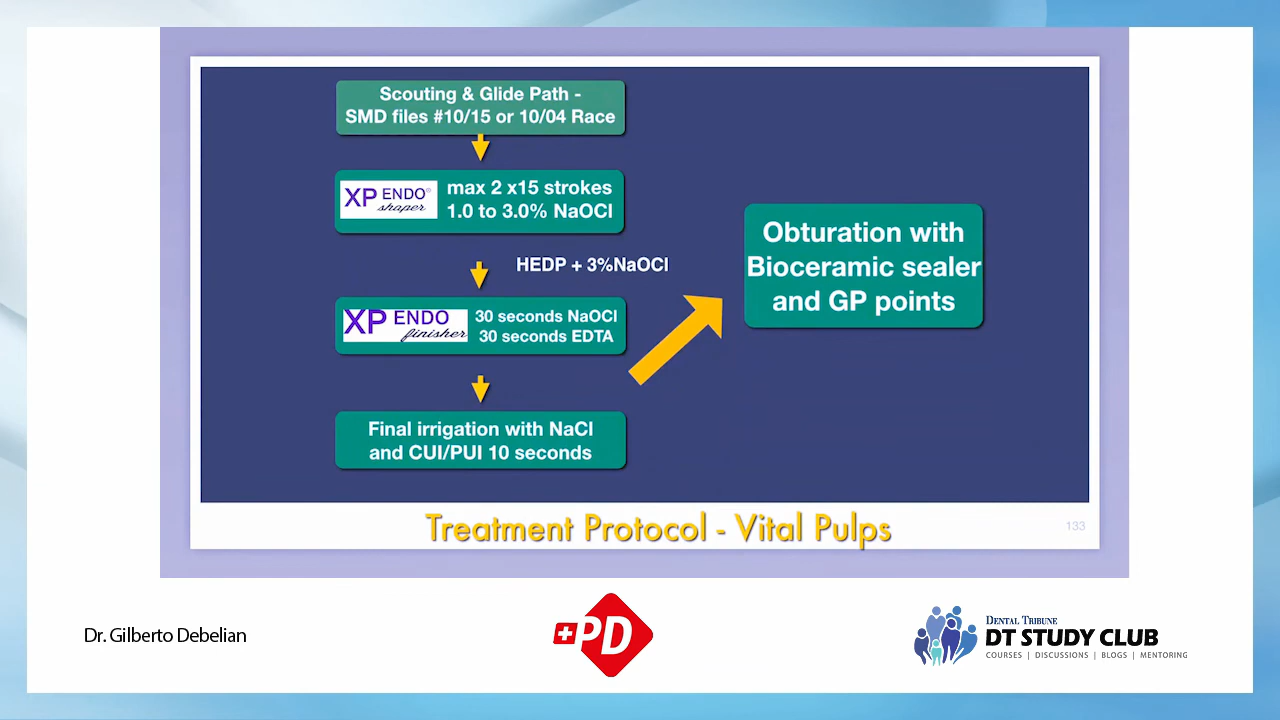 Scouting & Glide Path -
SMD files #10/15 or 10/04 Race
XP ENDO® shaper
max 2 x15 strokes
1.0 to 3.0% NaOCl
HEDP + 3%NaOCl
XP ENDO finisher
30 seconds NaOCl
30 seconds EDTA
Final irrigation with NaCl
and CUI/PUI 10 seconds
Obturation with
Bioceramic sealer
and GP points
Treatment Protocol - Vital Pulps
133
Dr. Gilberto Debelian
PD
DENTAL TRIBUNE
DT STUDY CLUB
COURSES | DISCUSSIONS | BLOGS | MENTORING